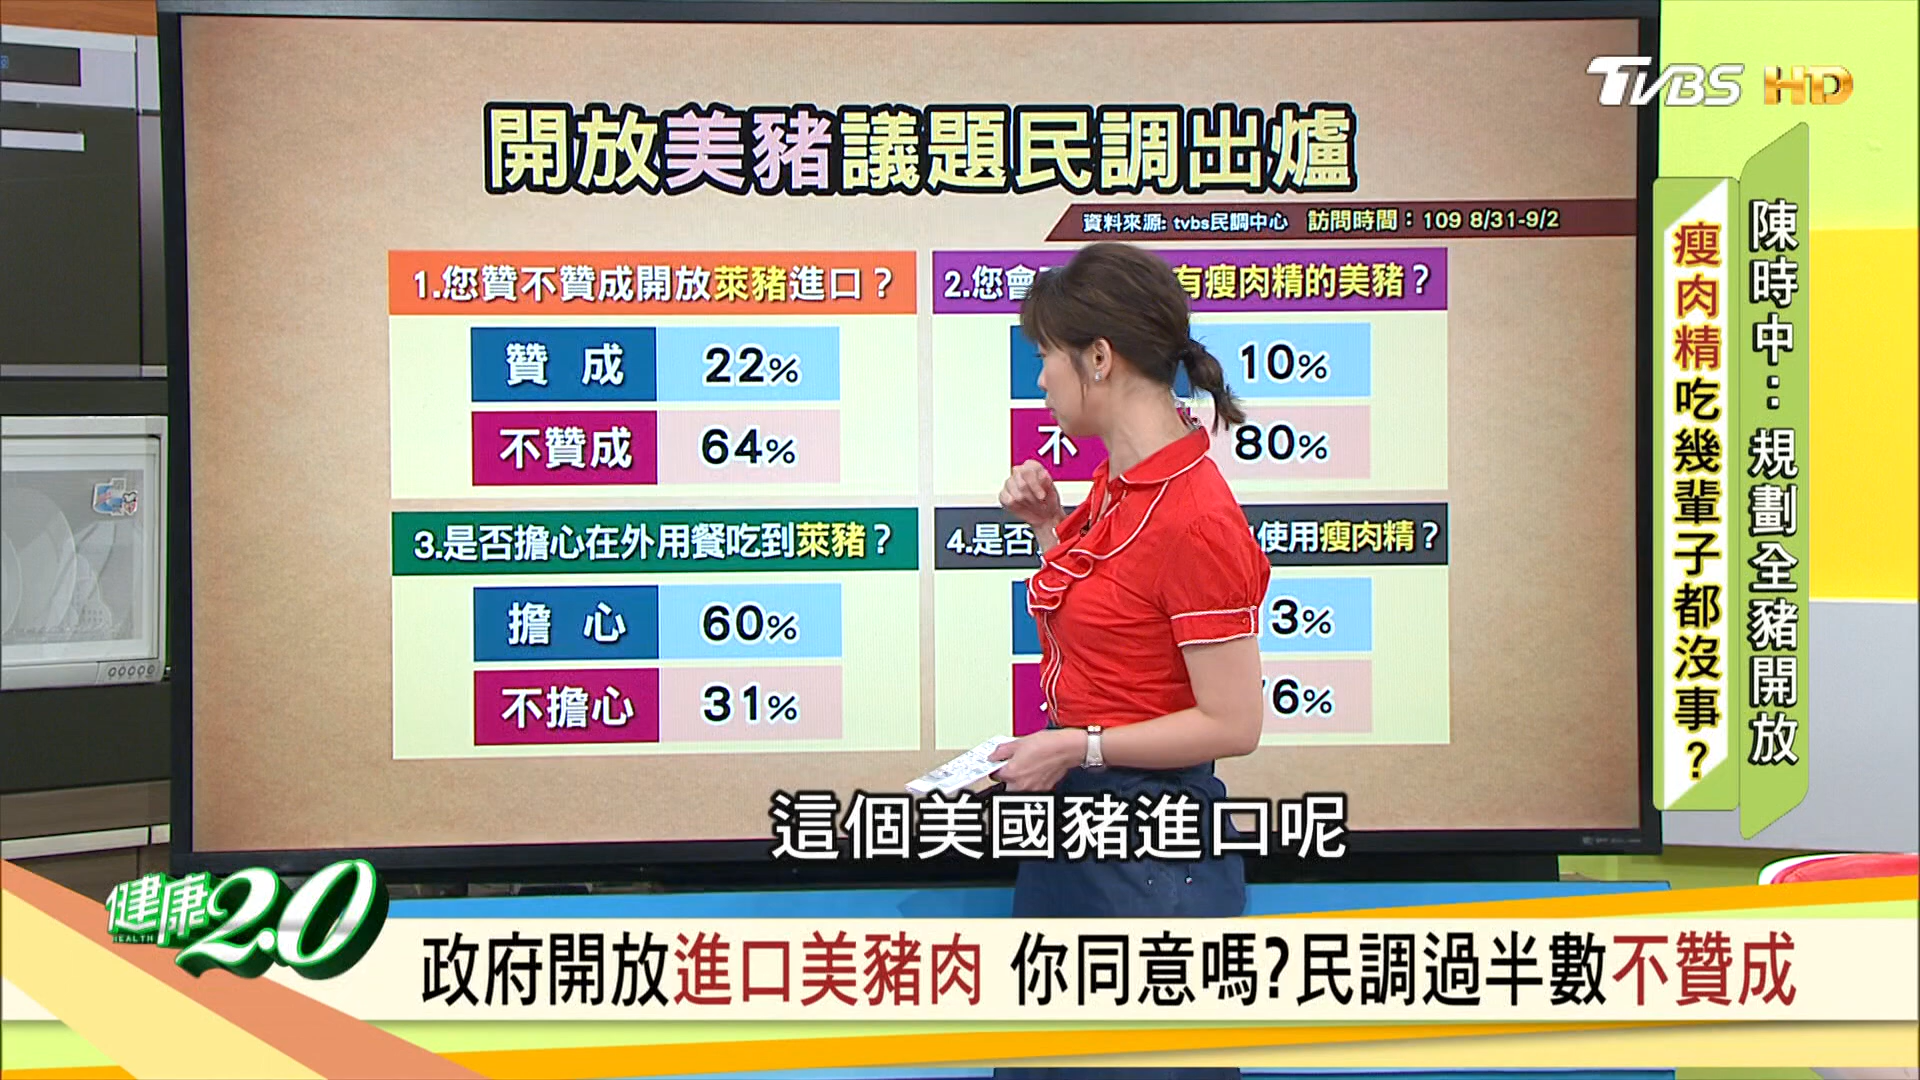 TVBS HD
開放美豬議題民調出爐
資料來源: tvbs民調中心 訪問時間：109 8/31-9/2
1.您贊不贊成開放萊豬進口？
贊 成 22%
不贊成 64%
2.您會 有瘦肉精的美豬？
10%
不 80%
3.是否擔心在外用餐吃到萊豬？
擔 心 60%
不擔心 31%
4.是否 使用瘦肉精？
3%
6%
陳時中：規劃全豬開放
瘦肉精吃幾輩子都沒事？
這個美國豬進口呢
健康2.0
HEALTH
政府開放進口美豬肉 你同意嗎?民調過半數不贊成